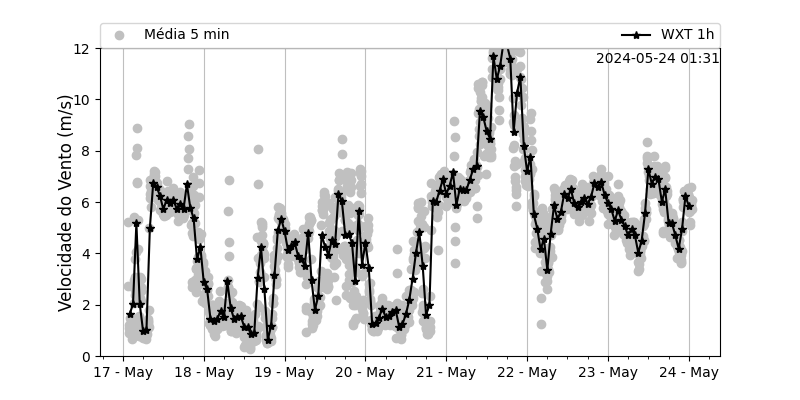 Média 5 min
WXT 1h
2024-05-24 01:31
Velocidade do Vento (m/s)
12
10
8
6
4
2
0
17 - May 18 - May 19 - May 20 - May 21 - May 22 - May 23 - May 24 - May